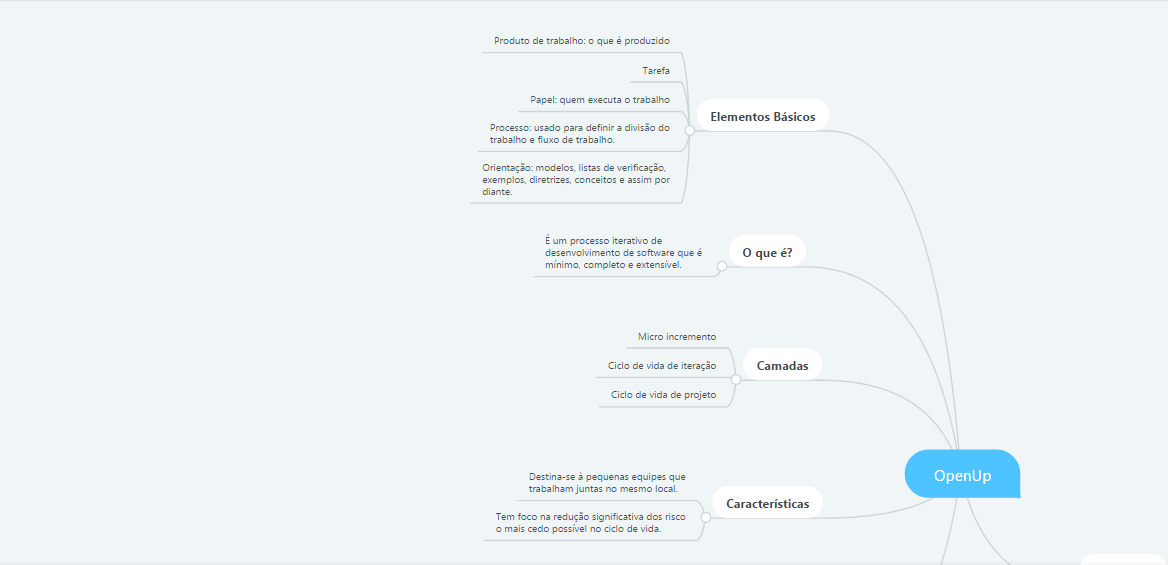 Produto de trabalho: o que é produzido
Tarefa
Papel: quem executa o trabalho
Processo: usado para definir a divisão do
trabalho e fluxo de trabalho.
Orientação: modelos, listas de verificação,
exemplos, diretrizes, conceitos e assim por
diante.
Elementos Básicos
É um processo iterativo de
desenvolvimento de software que é
mínimo, completo e extensível.
O que é?
Micro incremento
Ciclo de vida de iteração
Ciclo de vida de projeto
Camadas
Destina-se à pequenas equipes que
trabalham juntas no mesmo local.
Tem foco na redução significativa dos risco
o mais cedo possível no ciclo de vida.
Características
OpenUp